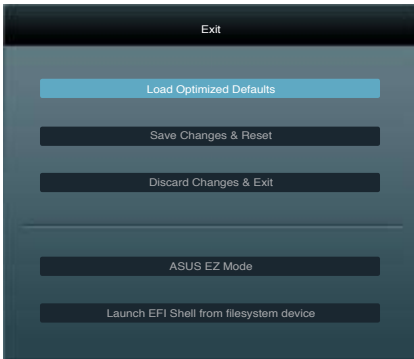 Exit
Load Optimized Defaults
Save Changes & Reset
Discard Changes & Exit
ASUS EZ Mode
Launch EFI Shell from filesystem device